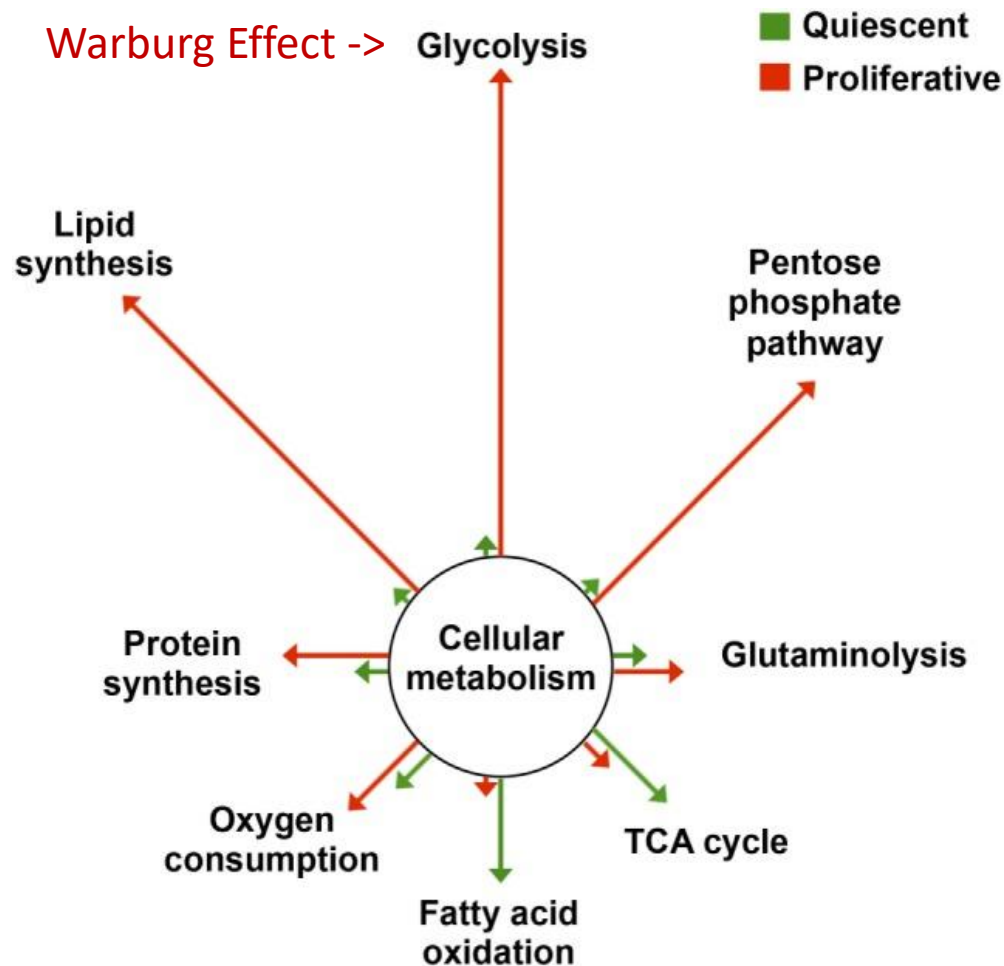 Warburg Effect ->
Glycolysis
Quiescent
Proliferative
Lipid
synthesis
Pentose
phosphate
pathway
Protein
synthesis
Cellular
metabolism
Glutaminolysis
Oxygen
consumption
TCA cycle
Fatty acid
oxidation